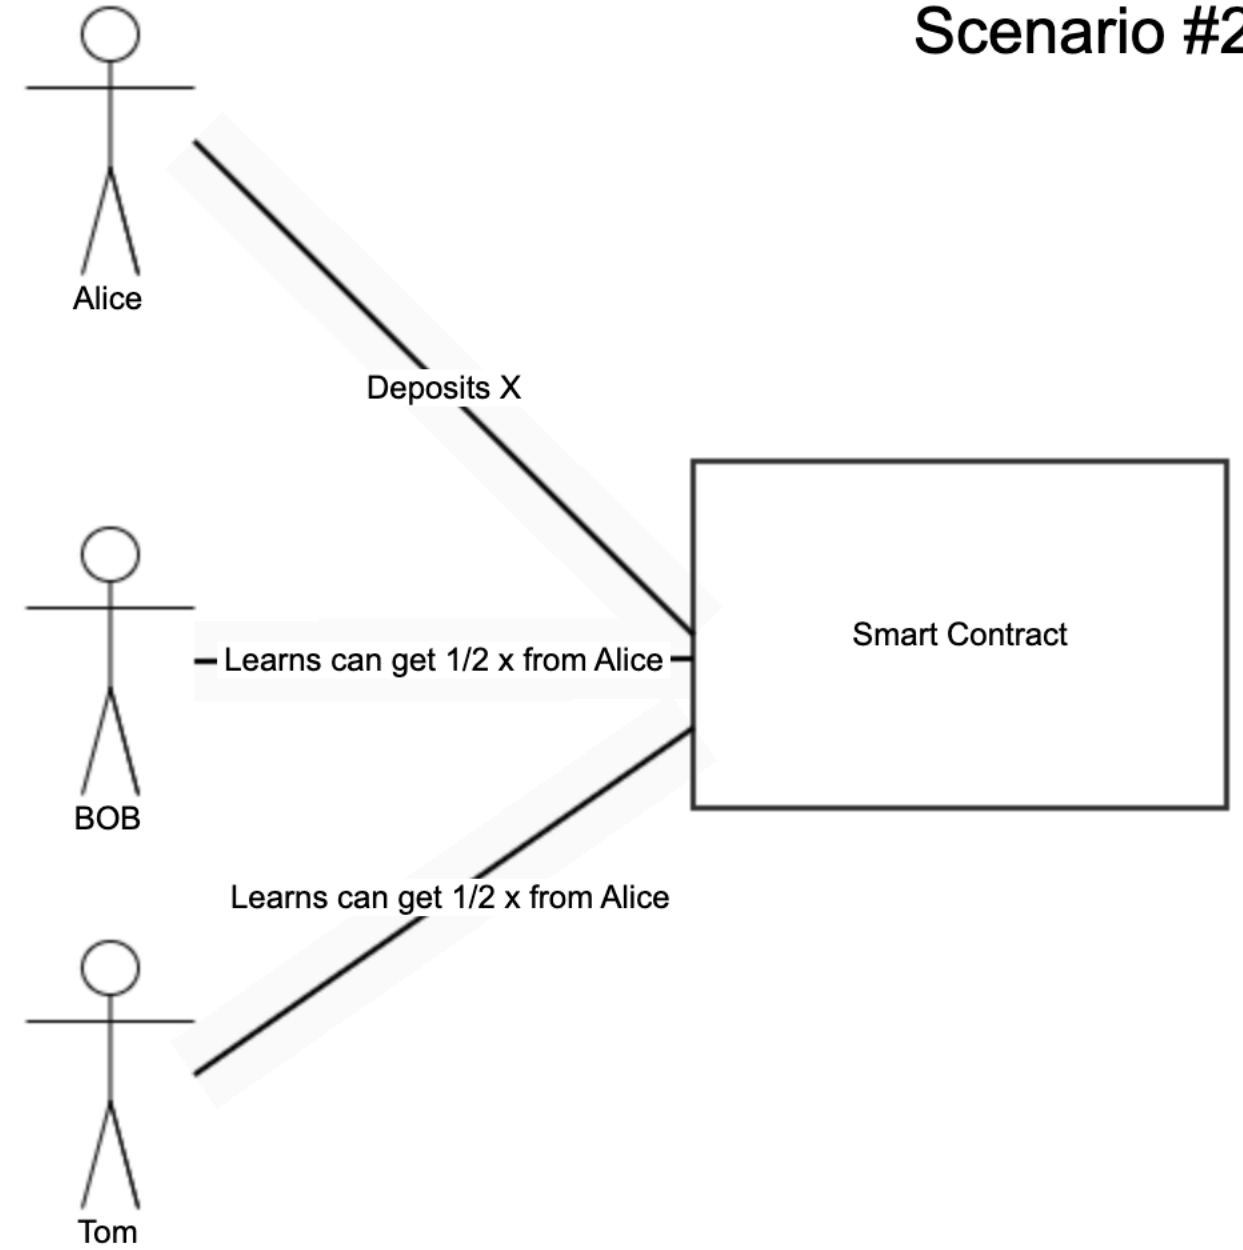 Scenario #2
Alice
Deposits X
Smart Contract
Learns can get 1/2 x from Alice
BOB
Learns can get 1/2 x from Alice
Tom